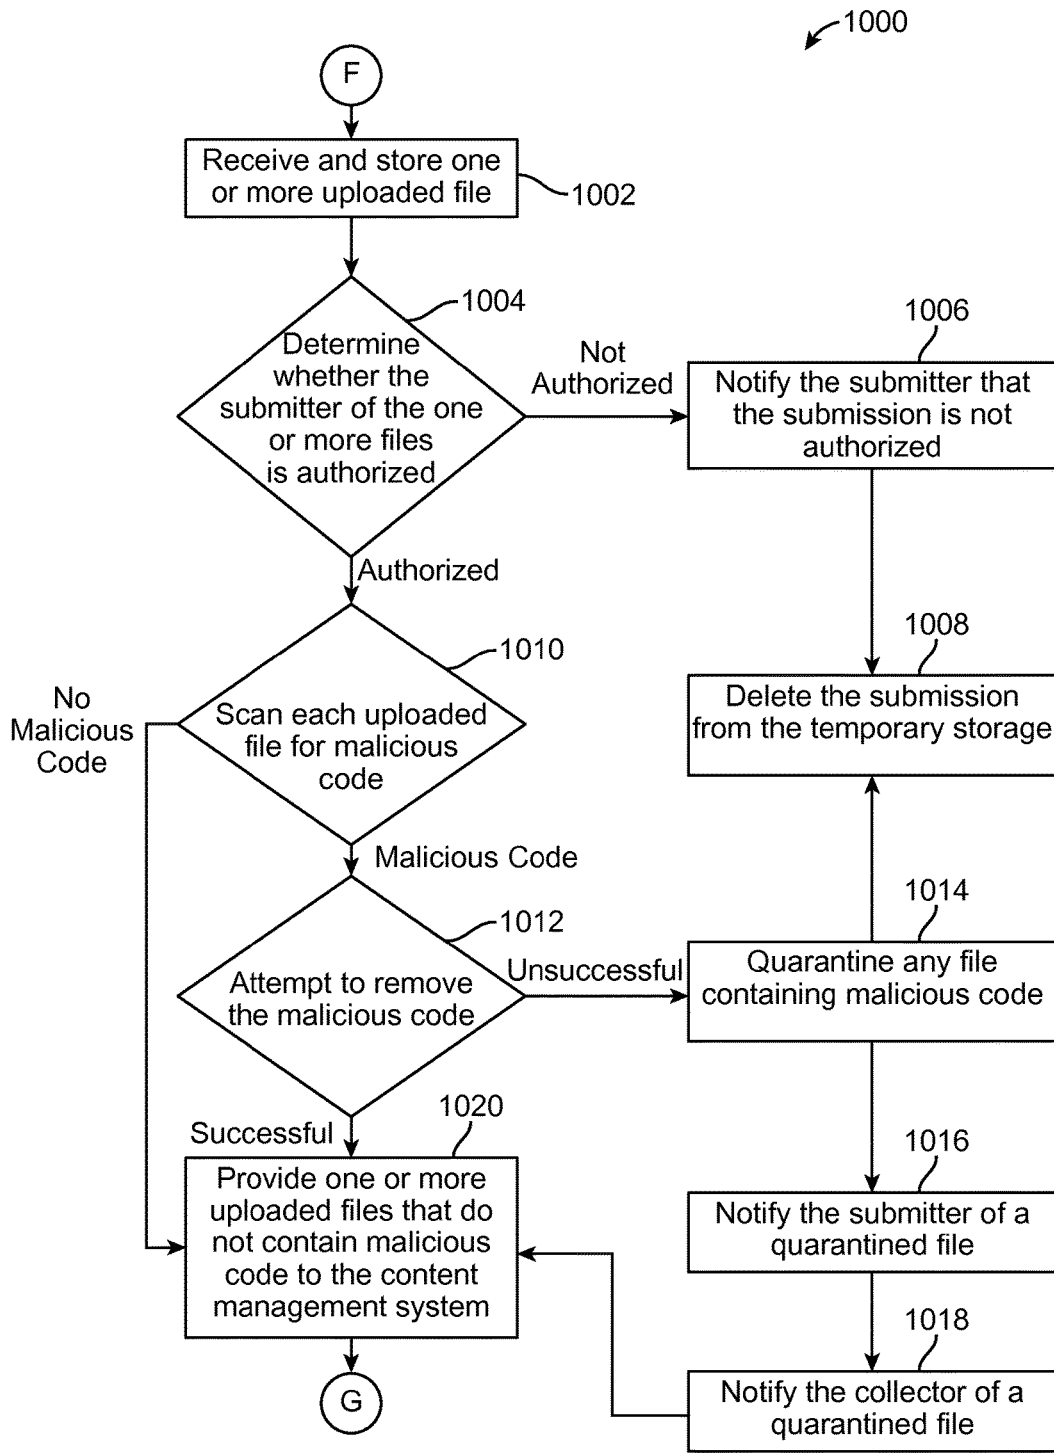 1000
F
Receive and store one
or more uploaded file
1002
1004
Determine
whether the
submitter of the one
or more files
is authorized
Not
Authorized
1006
Notify the submitter that
the submission is not
authorized
Authorized
1008
Delete the submission
from the temporary storage
1010
Scan each uploaded
file for malicious
code
No
Malicious
Code
Malicious Code
1012
Attempt to remove
the malicious code
Unsuccessful
1014
Quarantine any file
containing malicious code
Successful
1020
Provide one or more
uploaded files that do
not contain malicious
code to the content
management system
1016
Notify the submitter of a
quarantined file
1018
Notify the collector of a
quarantined file
G